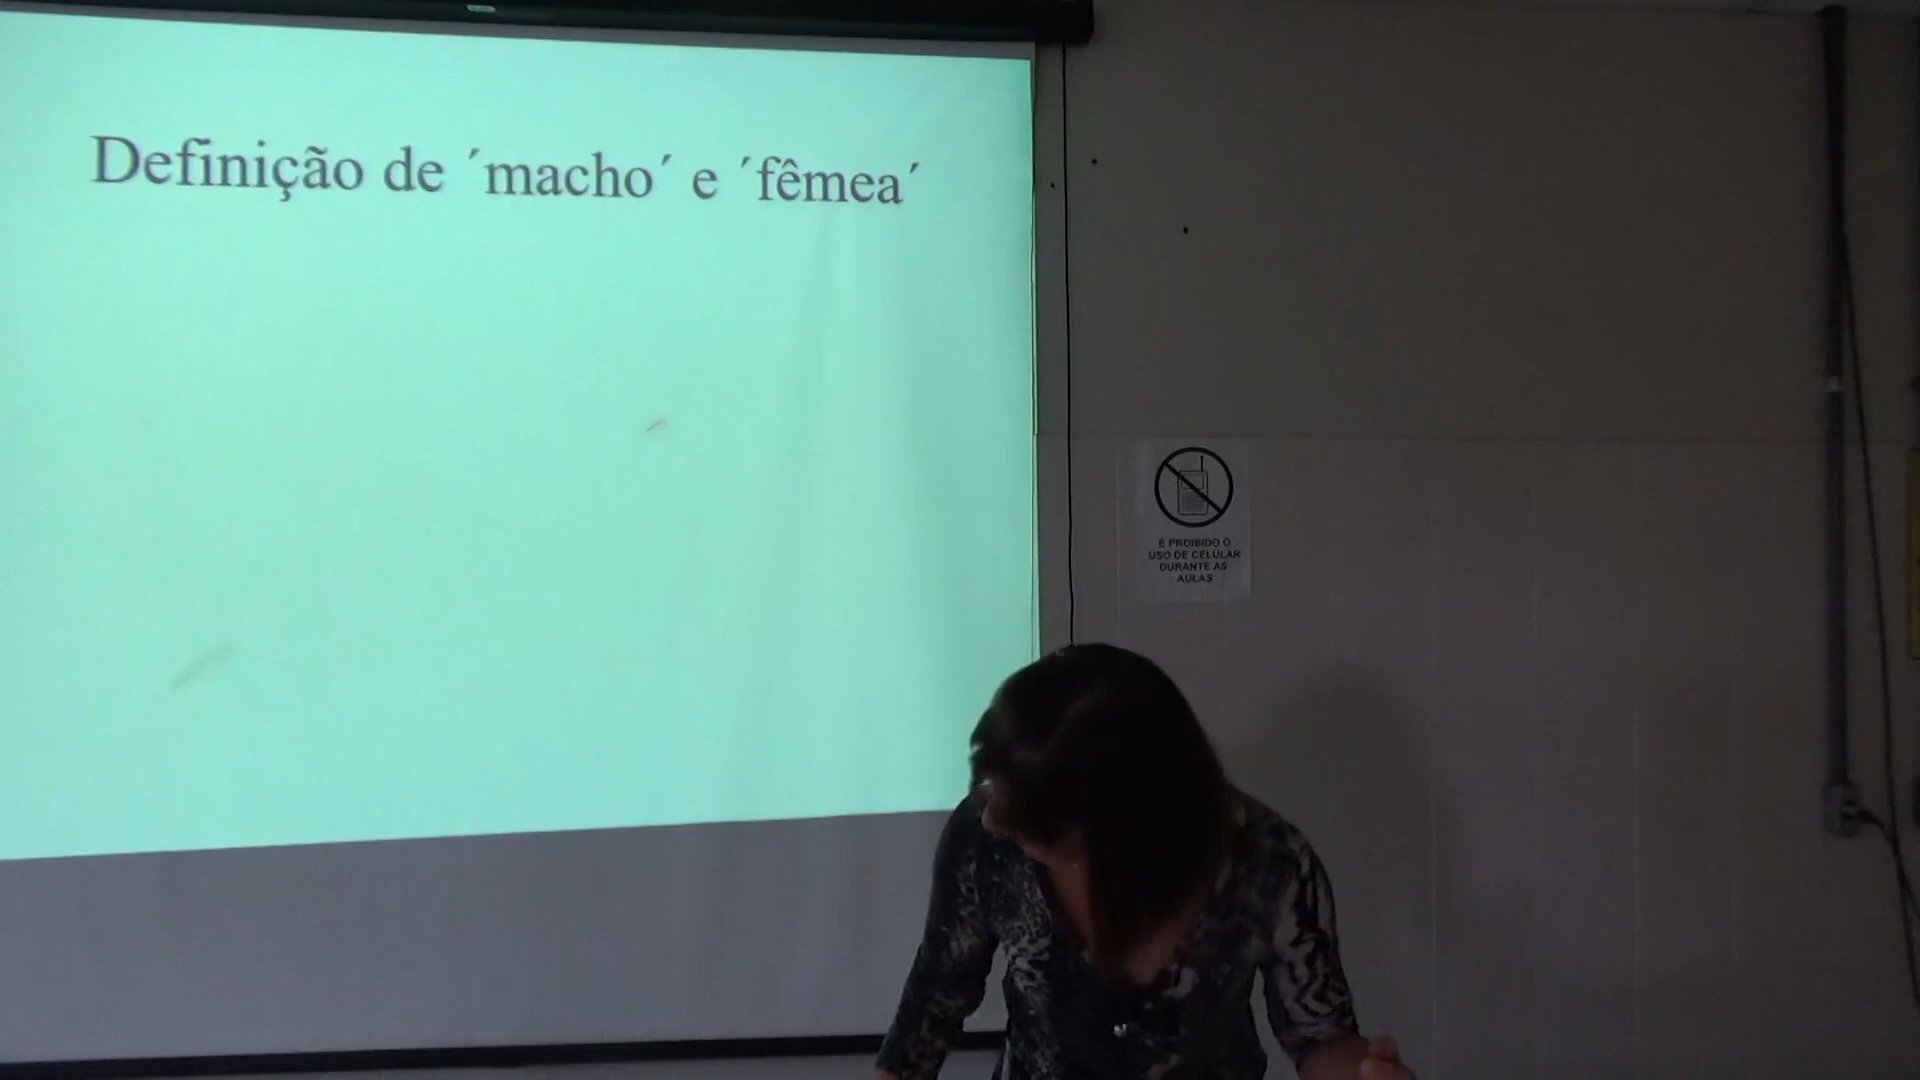 Definição de ´macho´ e ´fêmea´
É PROIBIDO O
USO DE CELULAR
DURANTE AS
AULAS